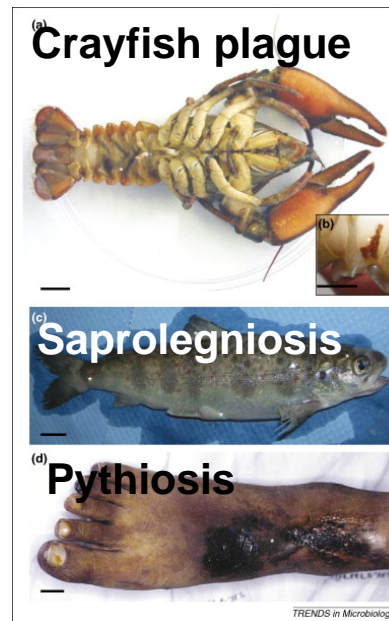 (a)
Crayfish plague
(b)
(c)
Saprolegniosis
(d)
Pythiosis
TRENDS in Microbiolog